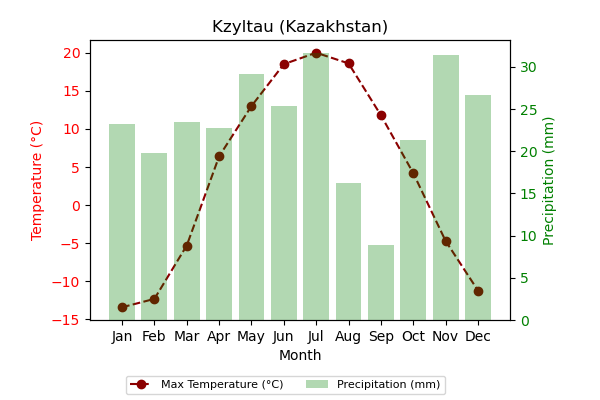 Kzyltau (Kazakhstan)
20
15
10
5
0
−5
−10
−15
Temperature (°C)
30
25
20
15
10
5
0
Precipitation (mm)
Jan Feb Mar Apr May Jun Jul Aug Sep Oct Nov Dec
Month
Max Temperature (°C) Precipitation (mm)